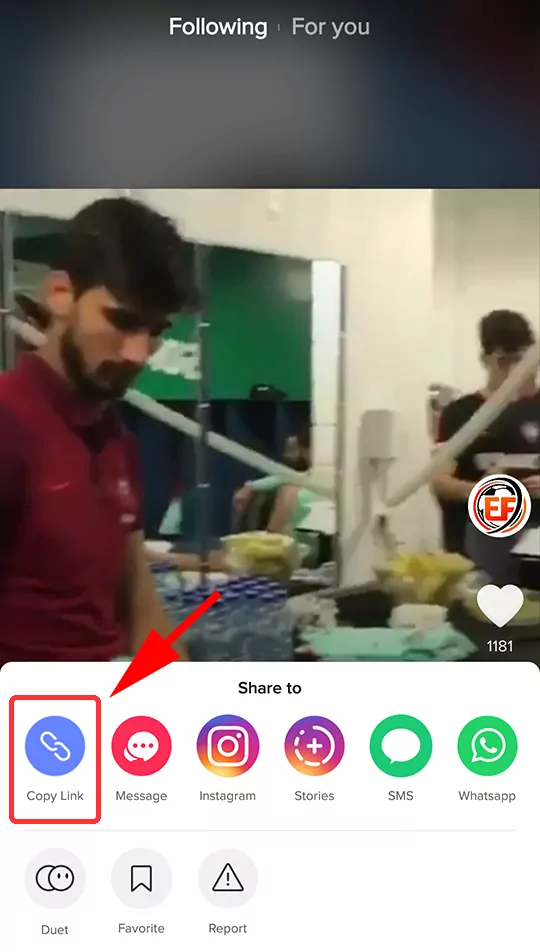 Following For you
EF
1181
Share to
Copy Link Message Instagram Stories SMS Whatsapp
Duet Favorite Report